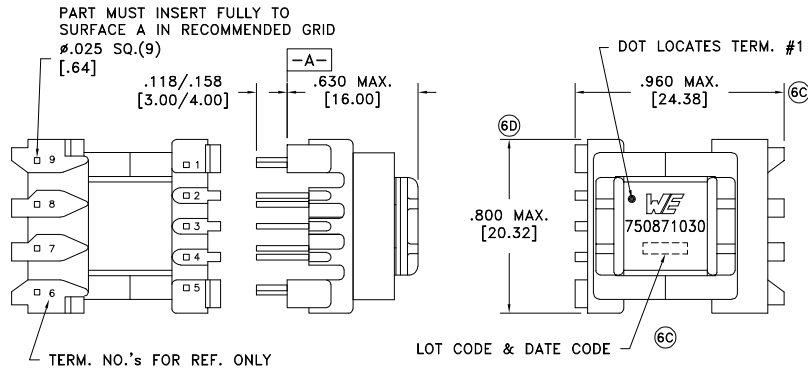 PART MUST INSERT FULLY TO
SURFACE A IN RECOMMENDED GRID
ø.025 SQ.(9)
[.64]
-A-
.118/.158
[3.00/4.00]
.630 MAX.
[16.00]
DOT LOCATES TERM. #1
.960 MAX.
[24.38]
6C
6D
.800 MAX.
[20.32]
9
8
7
6
1
2
3
4
5
WE
750871030
TERM. NO.'s FOR REF. ONLY
LOT CODE & DATE CODE
6C